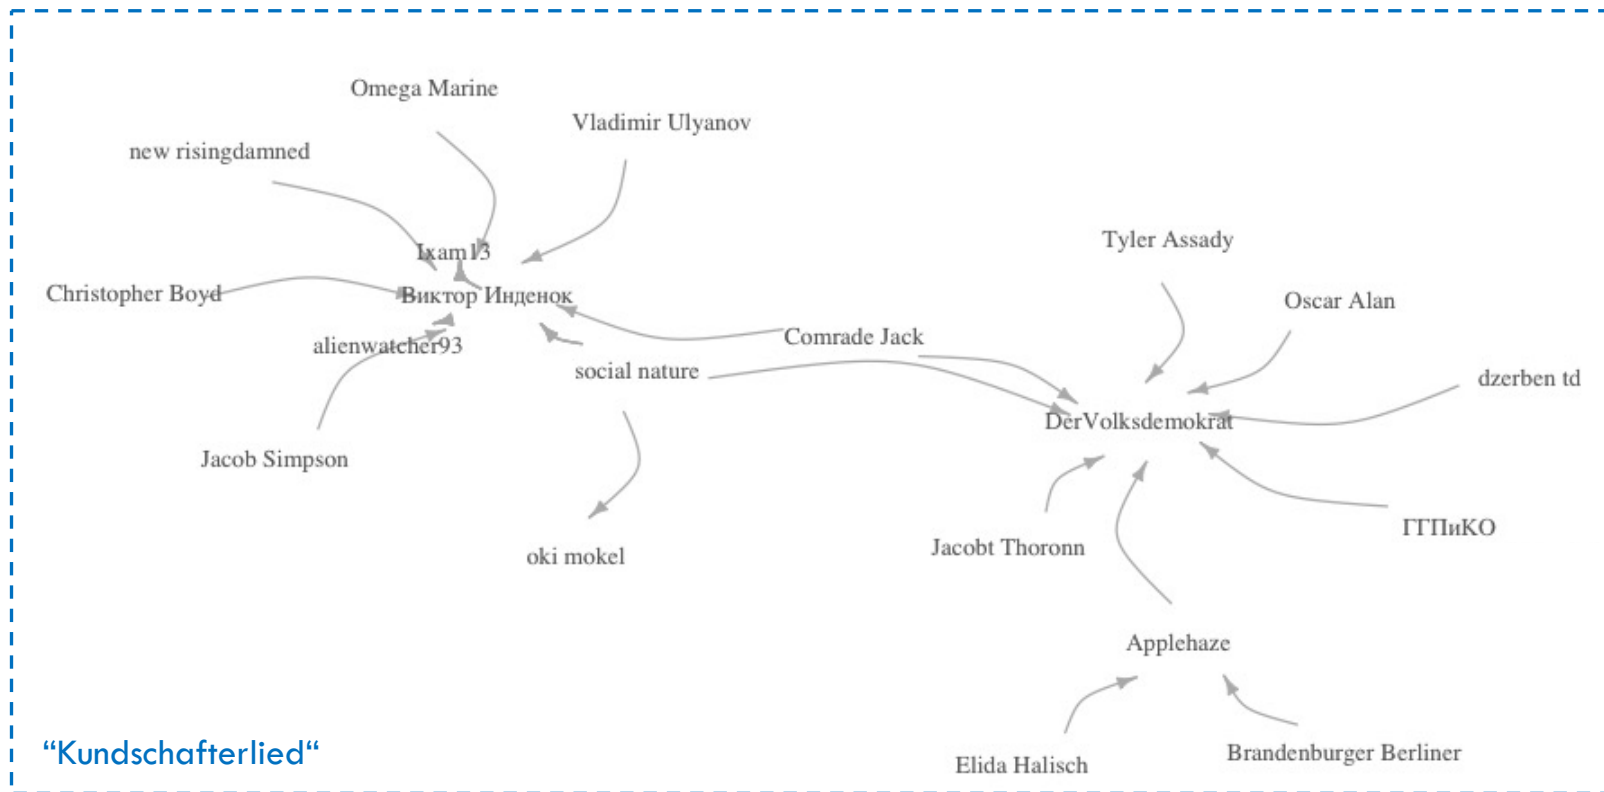 Omega Marine
Vladimir Ulyanov
new risingdamned
Tyler Assady
Ixam13
Christopher Boyd
Виктор Инденок
Oscar Alan
Comrade Jack
alienwatcher93
social nature
dzerben td
DerVolksdemokrat
Jacob Simpson
ГГПиКО
Jacobt Thoronn
oki mokel
Applehaze
“Kundschafterlied“
Elida Halisch
Brandenburger Berliner